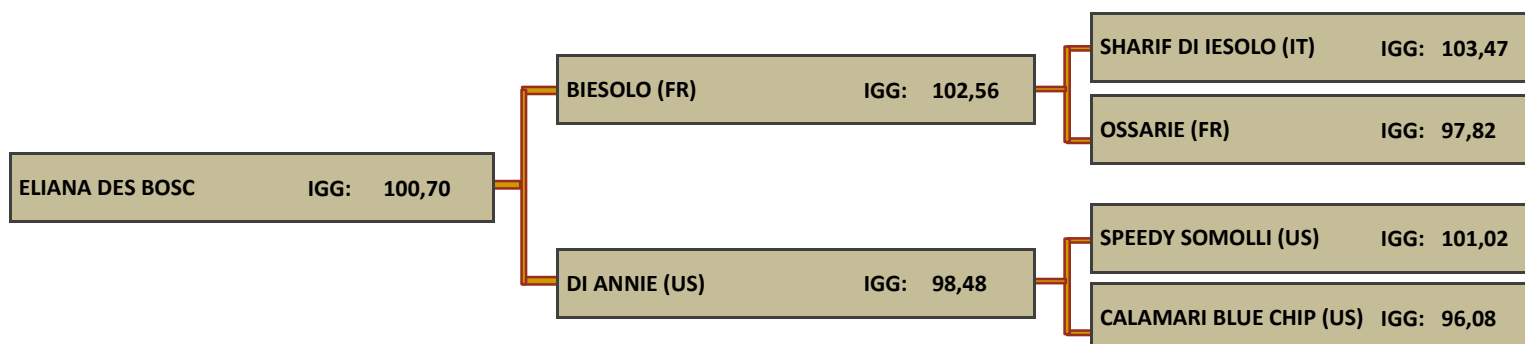 SHARIF DI IESOLO (IT) IGG: 103,47
BIESOLO (FR) IGG: 102,56
OSSARIE (FR) IGG: 97,82
ELIANA DES BOSC IGG: 100,70
SPEEDY SOMOLLI (US) IGG: 101,02
DI ANNIE (US) IGG: 98,48
CALAMARI BLUE CHIP (US) IGG: 96,08